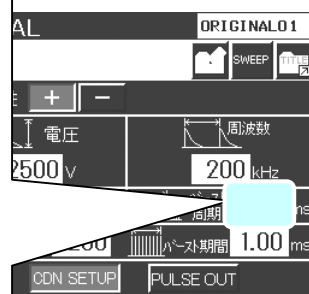 AL ORIGINAL01
SWEEP TITLE
+ −
電圧 周波数
2500 V 200 kHz
周期 ms
00 バースト期間 1.00 ms
CDN SETUP PULSE OUT